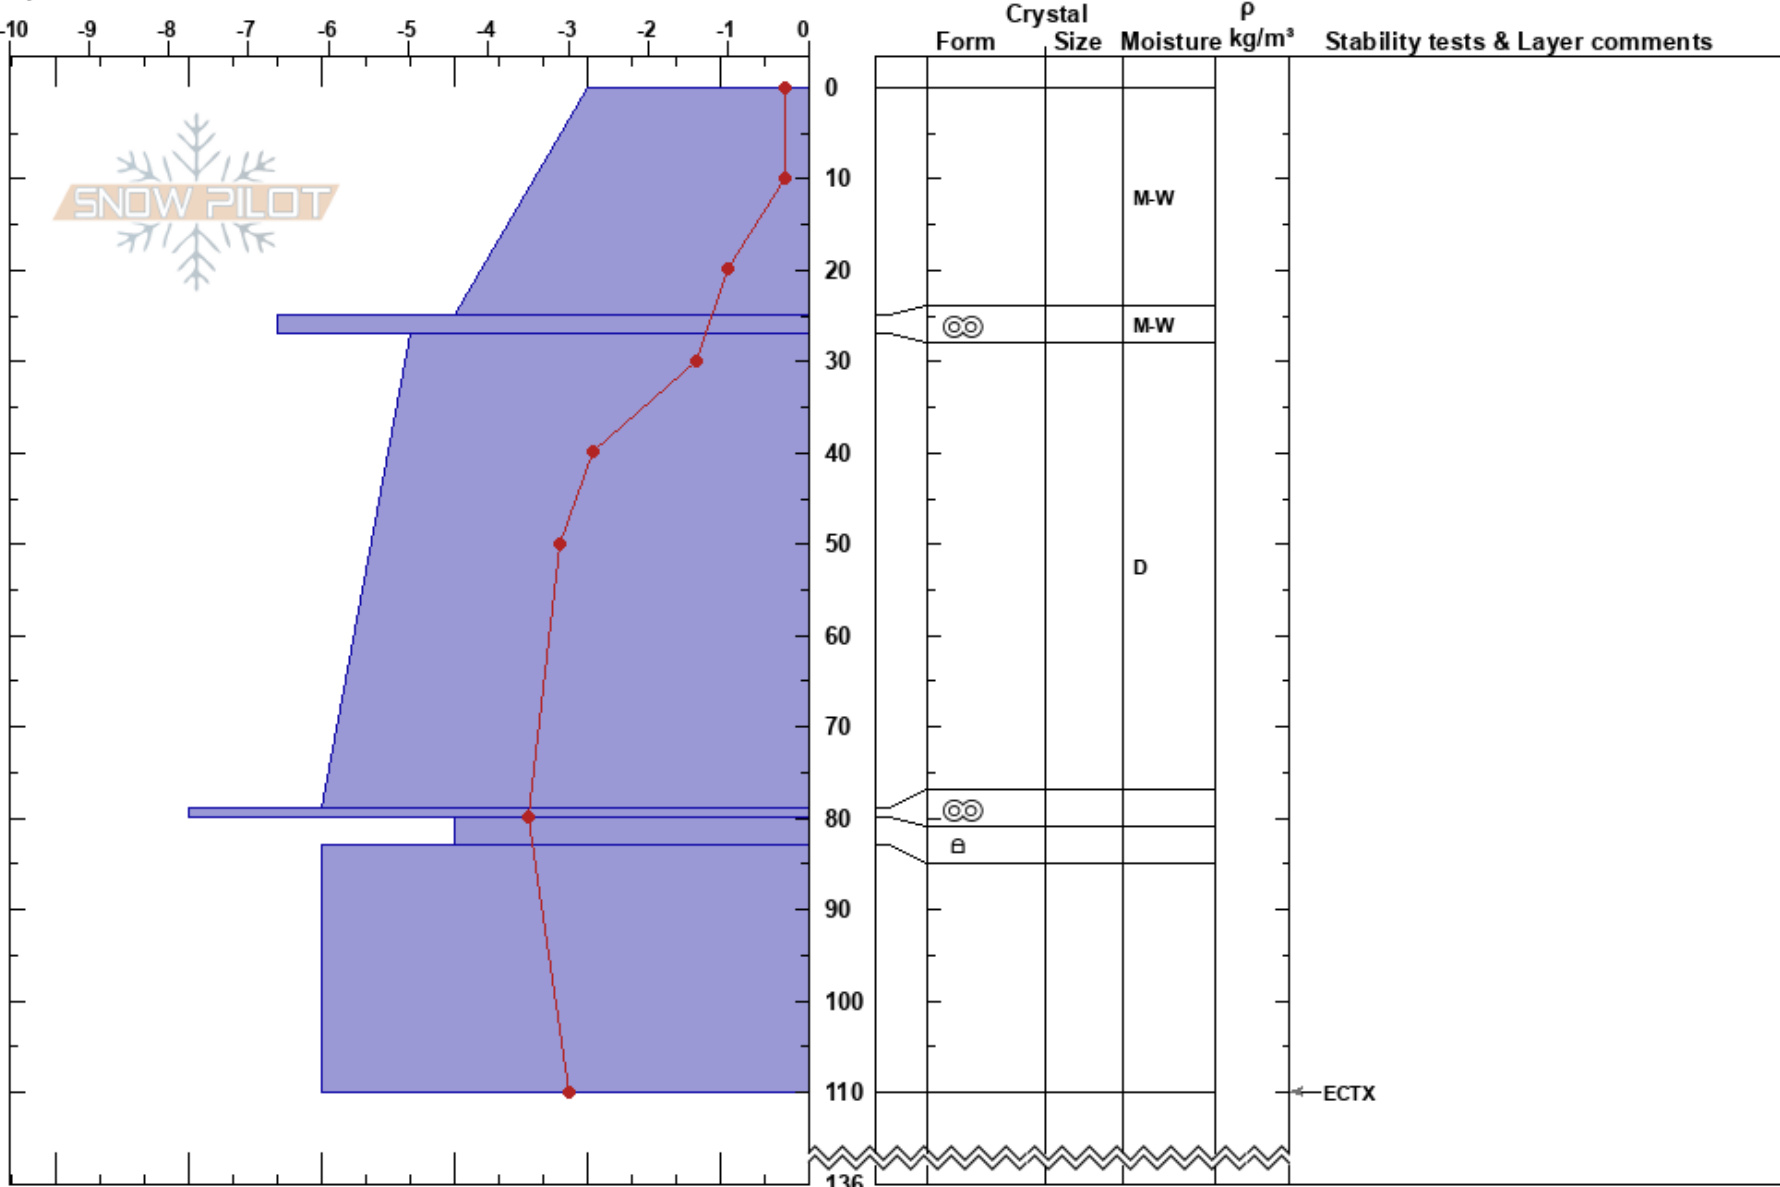 Crystal ρ
-10 -9 -8 -7 -6 -5 -4 -3 -2 -1 0 Form Size Moisture kg/m³ Stability tests & Layer comments
0
SNOW PILOT
10
M-W
20
M-W
30
40
50
D
60
70
80
90
100
110 ECTX
136